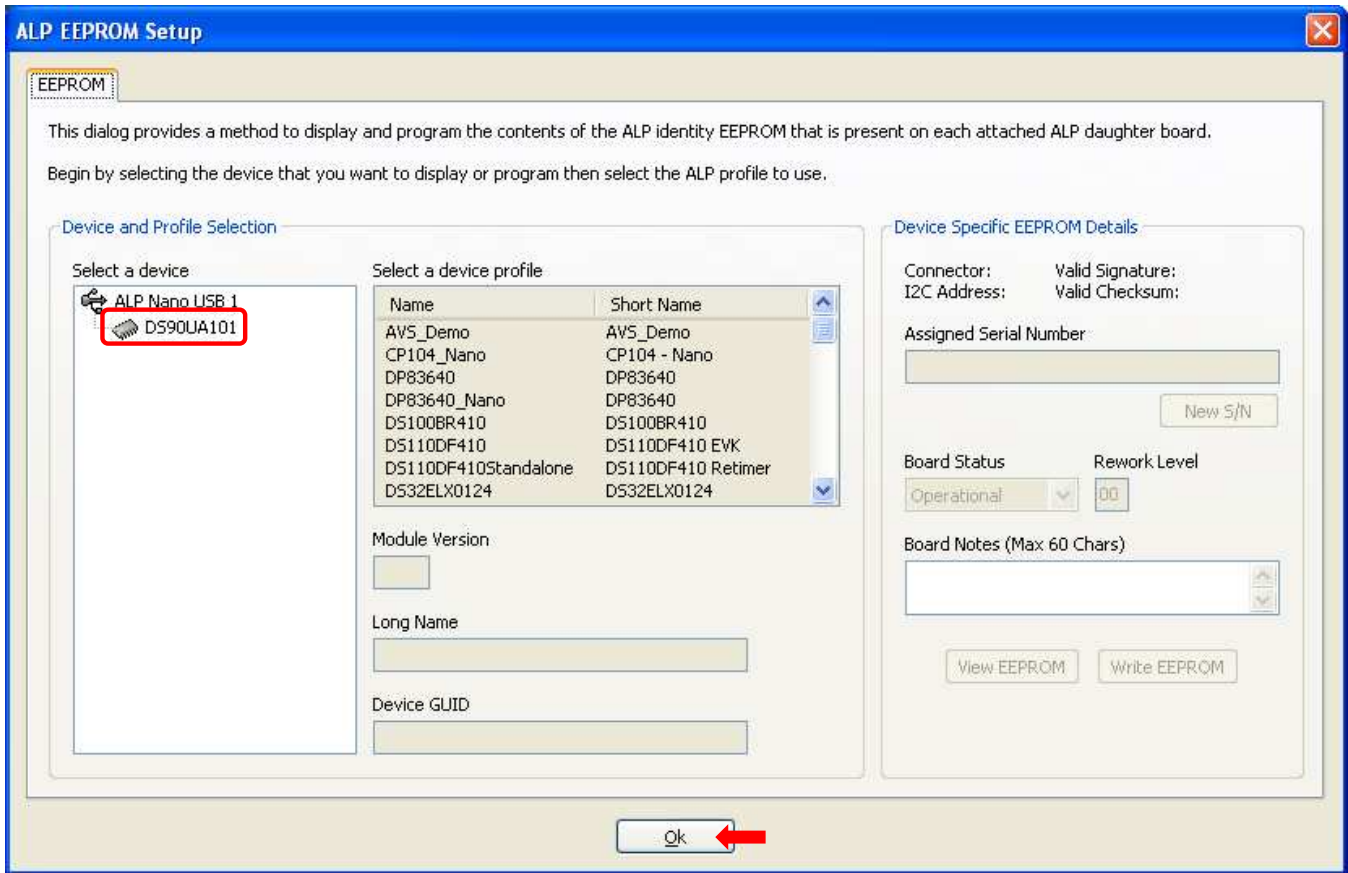 ALP EEPROM Setup
EEPROM
This dialog provides a method to display and program the contents of the ALP identity EEPROM that is present on each attached ALP daughter board.
Begin by selecting the device that you want to display or program then select the ALP profile to use.
Device and Profile Selection
Select a device
ALP Nano USB 1
DS90UA101
Select a device profile
Name Short Name
AVS_Demo AVS_Demo
CP104_Nano CP104 - Nano
DP83640 DP83640
DP83640_Nano DP83640
DS100BR410 DS100BR410
DS110DF410 DS110DF410 EVK
DS110DF410Standalone DS110DF410 Retimer
DS32ELX0124 DS32ELX0124
Module Version
Long Name
Device GUID
Device Specific EEPROM Details
Connector: Valid Signature:
I2C Address: Valid Checksum:
Assigned Serial Number
New S/N
Board Status Rework Level
Operational 00
Board Notes (Max 60 Chars)
View EEPROM Write EEPROM
Ok